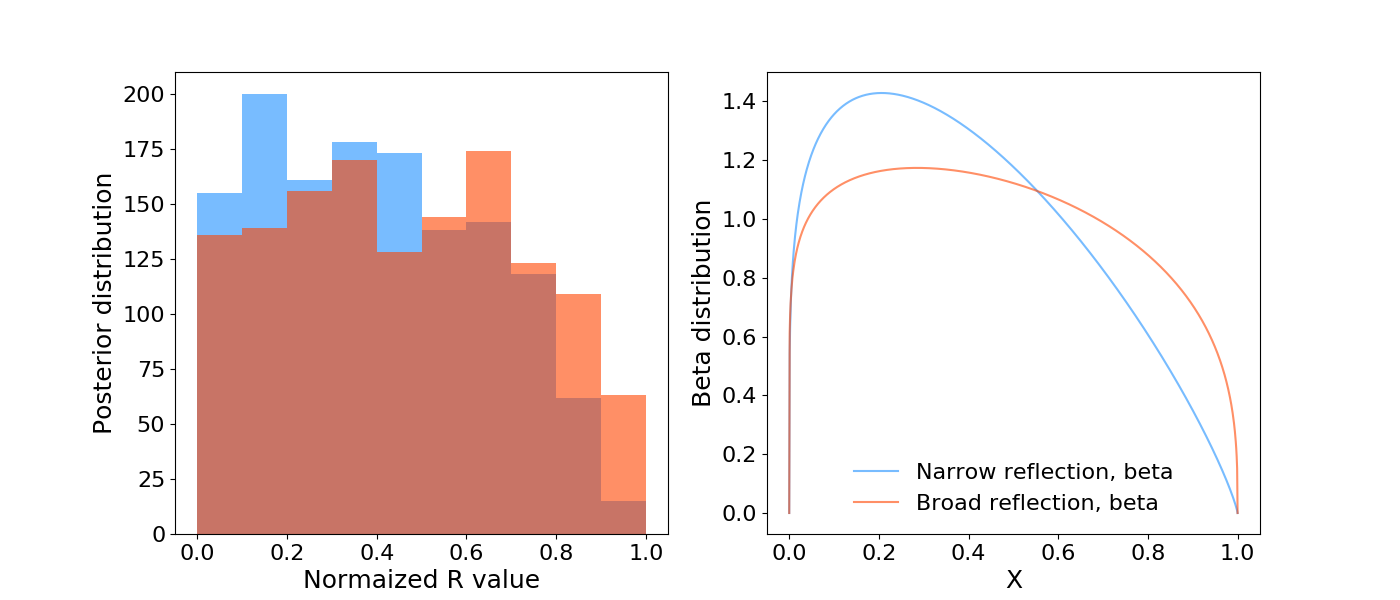 Posterior distribution
200
175
150
125
100
75
50
25
0
0.0 0.2 0.4 0.6 0.8 1.0
Normaized R value
Beta distribution
1.4
1.2
1.0
0.8
0.6
0.4
0.2
0.0
Narrow reflection, beta
Broad reflection, beta
0.0 0.2 0.4 0.6 0.8 1.0
X